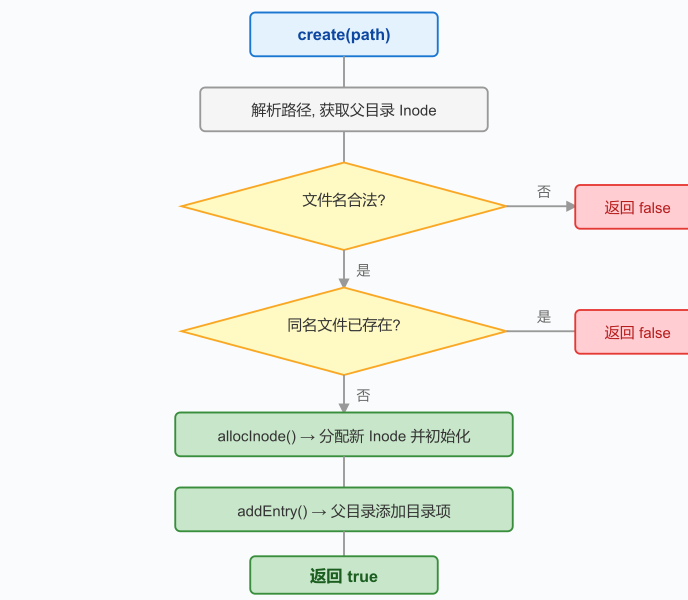 create(path)
解析路径, 获取父目录 Inode
文件名合法?
否
返回 false
是
同名文件已存在?
是
返回 false
否
allocInode() → 分配新 Inode 并初始化
addEntry() → 父目录添加目录项
返回 true